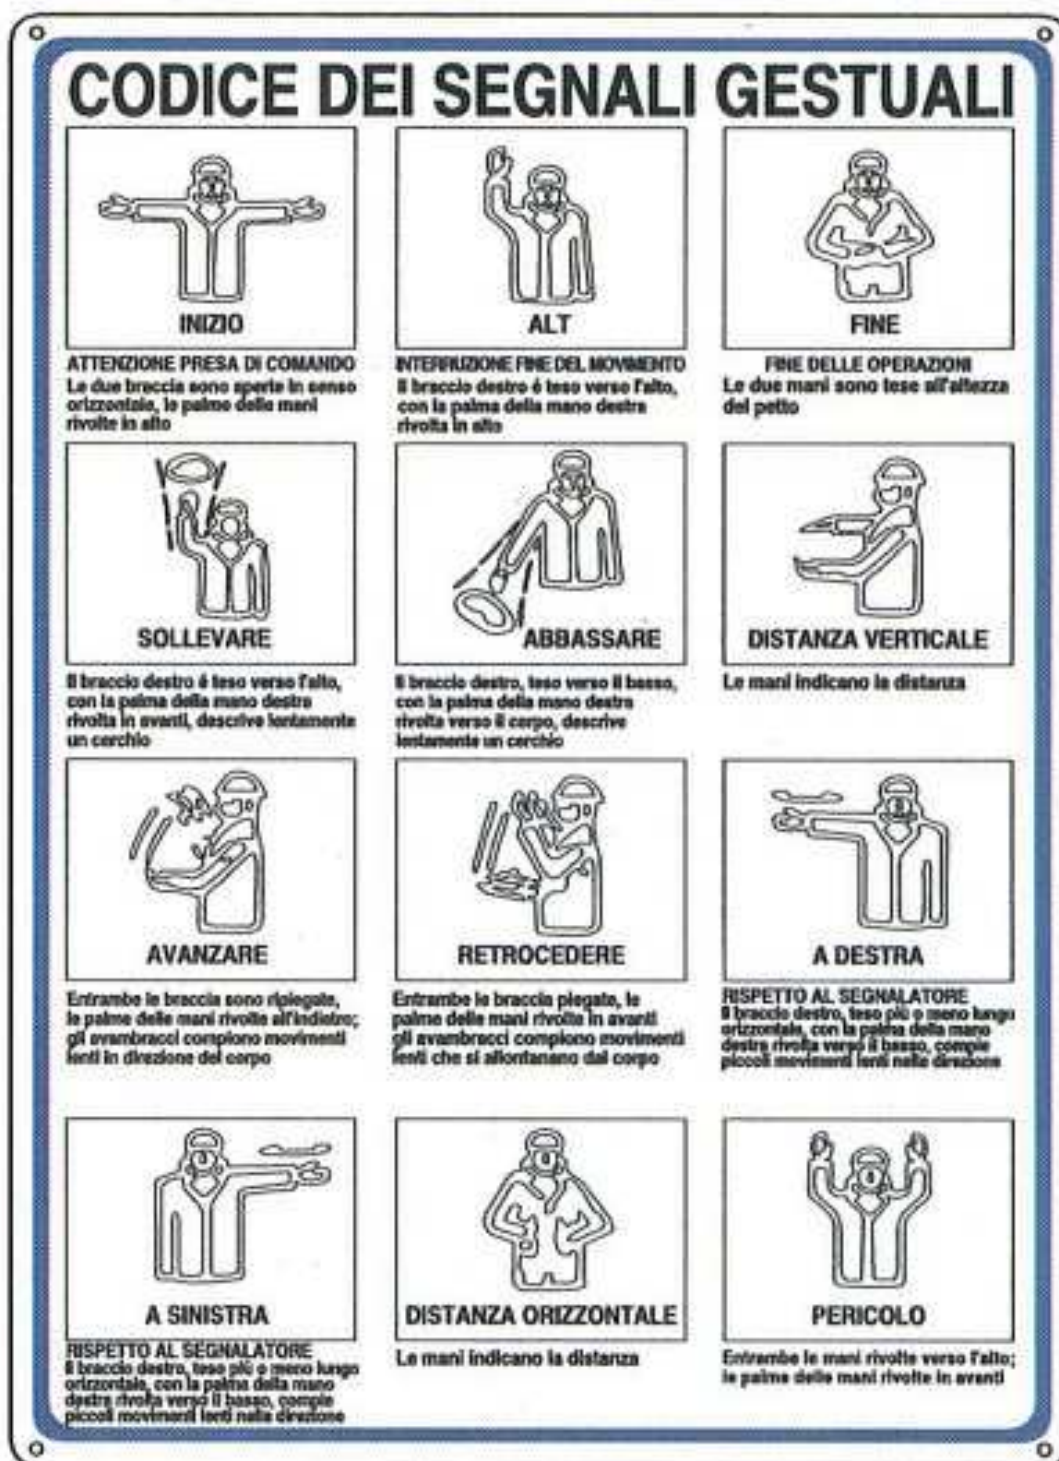 CODICE DEI SEGNALI GESTUALI
INIZIO
ATTENZIONE PRESA DI COMANDO
Le due braccia sono aperte in senso
orizzontale, le palme delle mani
rivolte in alto
ALT
INTERRUZIONE FINE DEL MOVIMENTO
Il braccio destro é teso verso l'alto,
con la palma della mano destra
rivolta in alto
FINE
FINE DELLE OPERAZIONI
Le due mani sono tese all'altezza
del petto
SOLLEVARE
Il braccio destro é teso verso l'alto,
con la palma della mano destra
rivolta in avanti, descrive lentamente
un cerchio
ABBASSARE
Il braccio destro, teso verso il basso,
con la palma della mano destra
rivolta verso il corpo, descrive
lentamente un cerchio
DISTANZA VERTICALE
Le mani indicano la distanza
AVANZARE
Entrambe le braccia sono ripiegate,
le palme delle mani rivolte all'indietro;
gli avambracci compiono movimenti
lenti in direzione del corpo
RETROCEDERE
Entrambe le braccia piegate, le
palme delle mani rivolte in avanti
gli avambracci compiono movimenti
lenti che si allontanano dal corpo
A DESTRA
RISPETTO AL SEGNALATORE
Il braccio destro, teso più o meno lungo
orizzontale, con la palma della mano
destra rivolta verso il basso, compie
piccoli movimenti lenti nella direzione
A SINISTRA
RISPETTO AL SEGNALATORE
Il braccio destro, teso più o meno lungo
orizzontale, con la palma della mano
destra rivolta verso il basso, compie
piccoli movimenti lenti nella direzione
DISTANZA ORIZZONTALE
Le mani indicano la distanza
PERICOLO
Entrambe le mani rivolte verso l'alto;
le palme delle mani rivolte in avanti